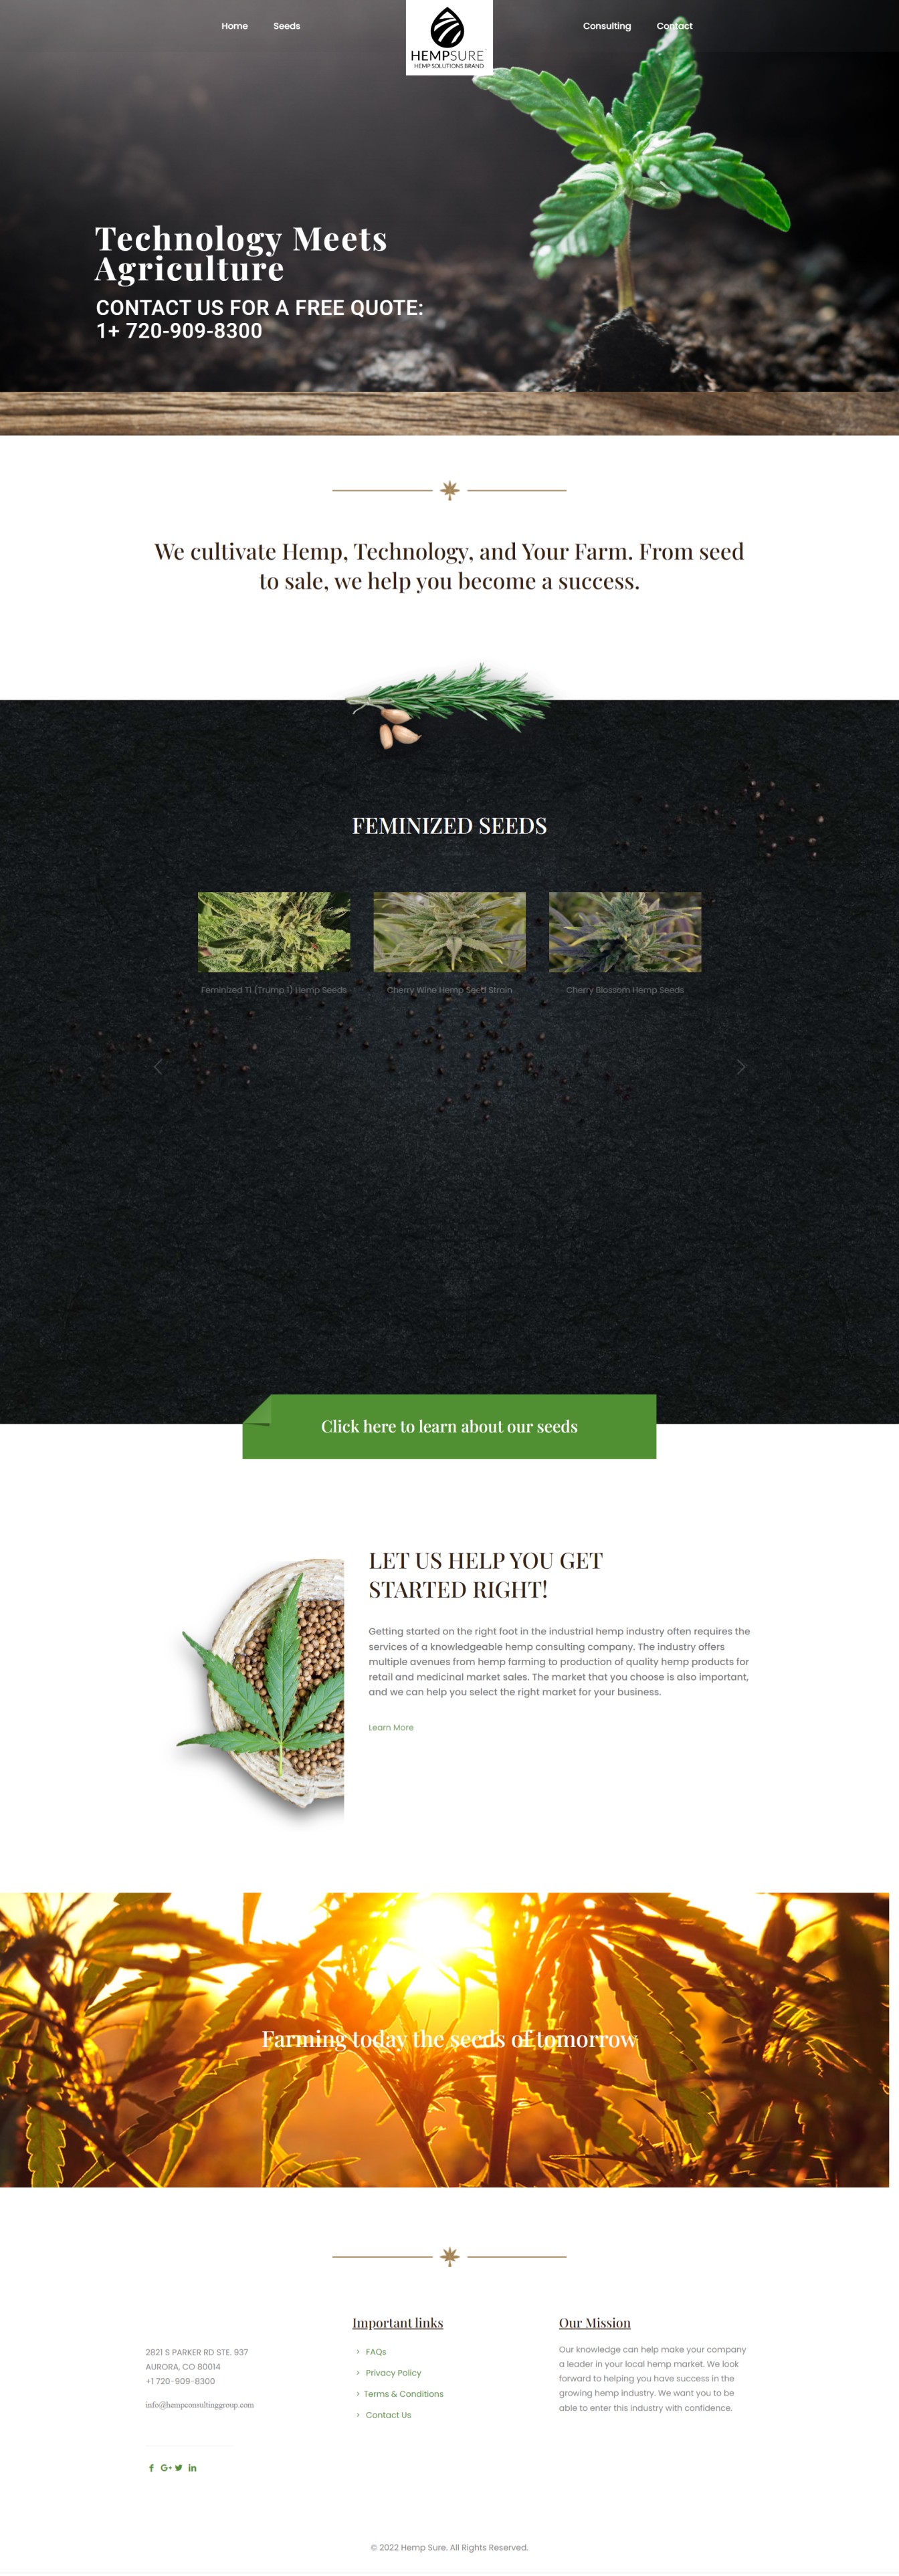 Home
Seeds
HEMPSURE
HEMP SOLUTIONS BRAND
Consulting
Contact
Technology Meets
Agriculture
CONTACT US FOR A FREE QUOTE:
1+ 720-909-8300
We cultivate Hemp, Technology, and Your Farm. From seed
to sale, we help you become a success.
FEMINIZED SEEDS
Feminized T1 (Trump 1) Hemp Seeds
Cherry Wine Hemp Seed Strain
Cherry Blossom Hemp Seeds
Click here to learn about our seeds
LET US HELP YOU GET
STARTED RIGHT!
Getting started on the right foot in the industrial hemp industry often requires the
services of a knowledgeable hemp consulting company. The industry offers
multiple avenues from hemp farming to production of quality hemp products for
retail and medicinal market sales. The market that you choose is also important,
and we can help you select the right market for your business.
Learn More
Farming today the seeds of tomorrow
2821 S PARKER RD STE. 937
AURORA, CO 80014
+1 720-909-8300
info@hempconsultinggroup.com
Important links
› FAQs
› Privacy Policy
› Terms & Conditions
› Contact Us
Our Mission
Our knowledge can help make your company
a leader in your local hemp market. We look
forward to helping you have success in the
growing hemp industry. We want you to be
able to enter this industry with confidence.
© 2022 Hemp Sure. All Rights Reserved.